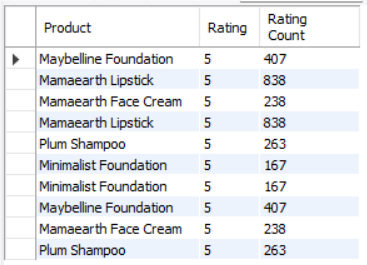 Product Rating Rating Count
Maybelline Foundation 5 407
Mamaearth Lipstick 5 838
Mamaearth Face Cream 5 238
Mamaearth Lipstick 5 838
Plum Shampoo 5 263
Minimalist Foundation 5 167
Minimalist Foundation 5 167
Maybelline Foundation 5 407
Mamaearth Face Cream 5 238
Plum Shampoo 5 263